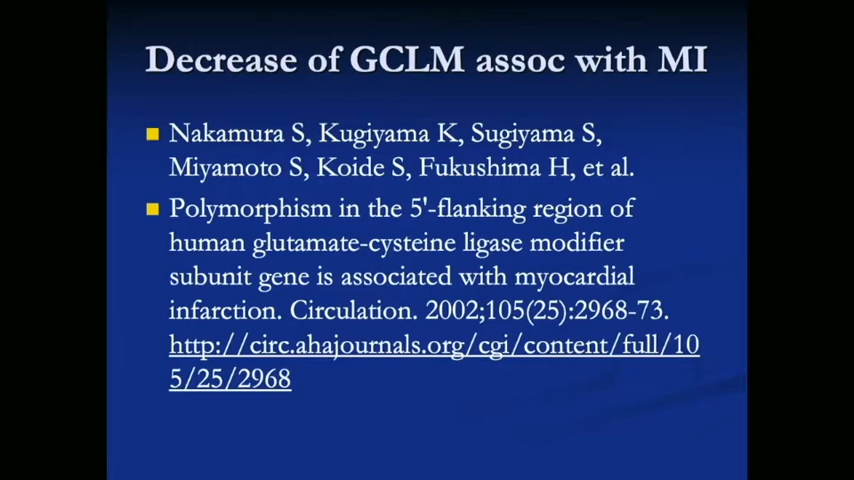 Decrease of GCLM assoc with MI
Nakamura S, Kugiyama K, Sugiyama S,
Miyamoto S, Koide S, Fukushima H, et al.
Polymorphism in the 5'-flanking region of
human glutamate-cysteine ligase modifier
subunit gene is associated with myocardial
infarction. Circulation. 2002;105(25):2968-73.
http://circ.ahajournals.org/cgi/content/full/10
5/25/2968